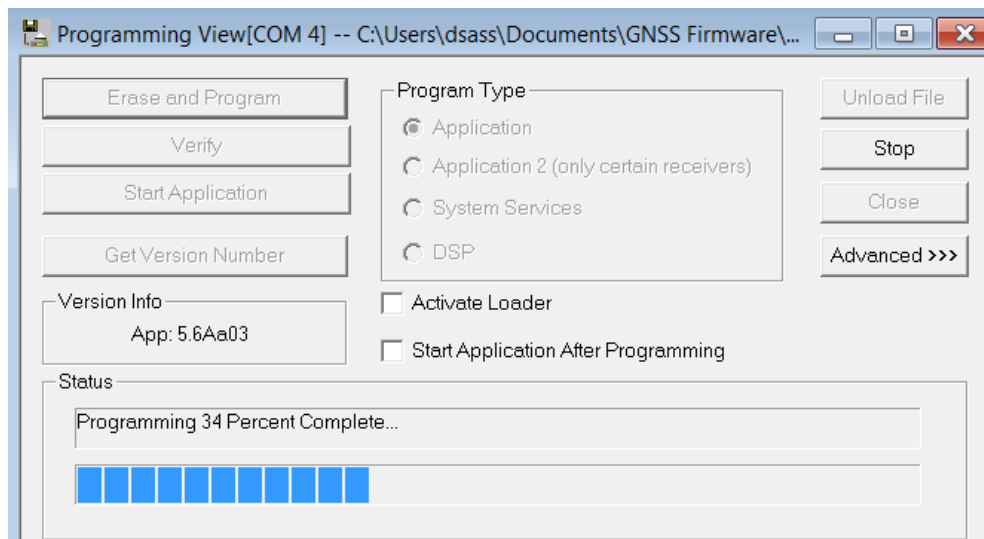 Programming View[COM 4] -- C:\Users\dsass\Documents\GNSS Firmware\...
Erase and Program
Verify
Start Application
Get Version Number
Version Info
App: 5.6Aa03
Program Type
Application
Application 2 (only certain receivers)
System Services
DSP
Activate Loader
Start Application After Programming
Unload File
Stop
Close
Advanced >>>
Status
Programming 34 Percent Complete...